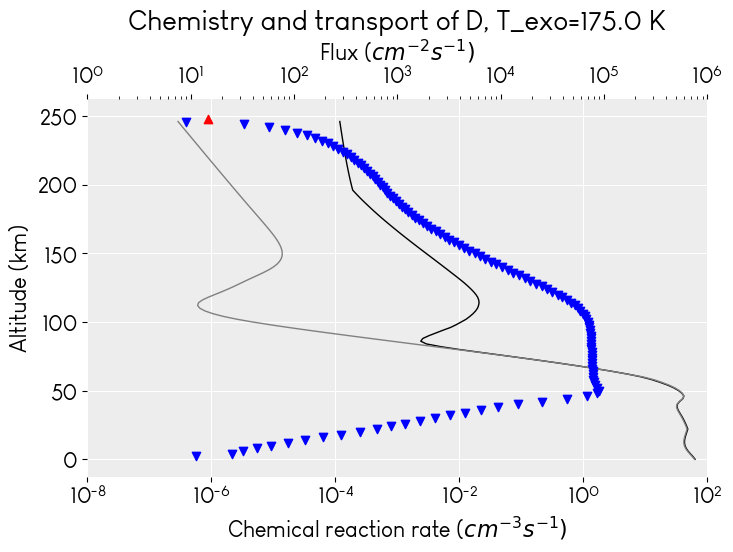 Chemistry and transport of D, T_exo=175.0 K
Flux (cm⁻²s⁻¹)
10⁰ 10¹ 10² 10³ 10⁴ 10⁵ 10⁶
250
200
150
100
50
0
Altitude (km)
10⁻⁸ 10⁻⁶ 10⁻⁴ 10⁻² 10⁰ 10²
Chemical reaction rate (cm⁻³s⁻¹)